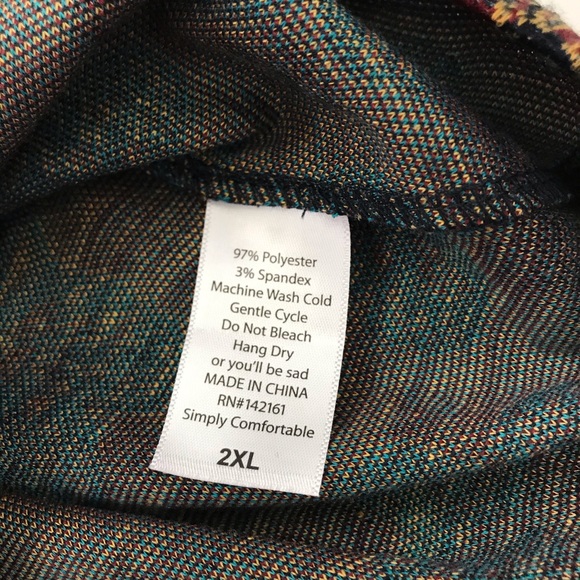 97% Polyester
3% Spandex
Machine Wash Cold
Gentle Cycle
Do Not Bleach
Hang Dry
or you'll be sad
MADE IN CHINA
RN#142161
Simply Comfortable
2XL